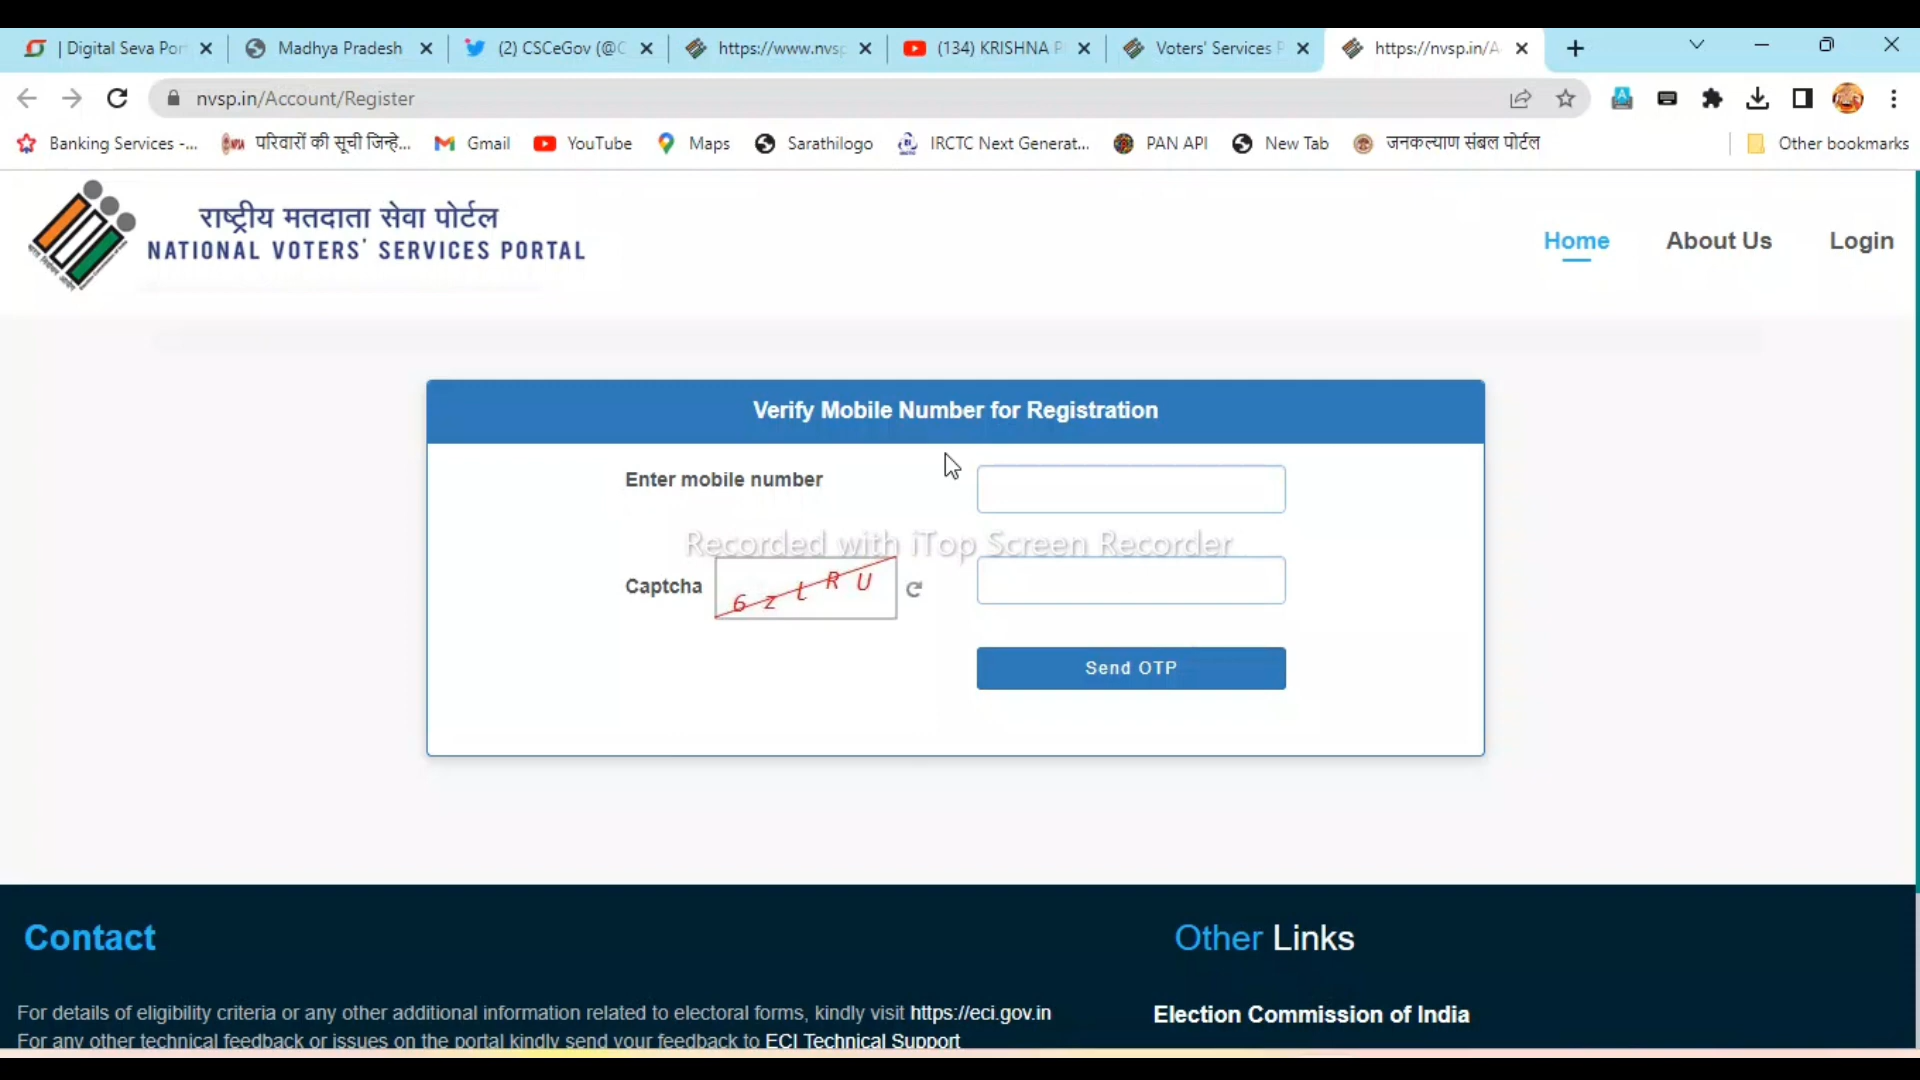 | Digital Seva Por
Madhya Pradesh
(2) CSCeGov (@C
https://www.nvs
(134) KRISHNA P
Voters' Services P
https://nvsp.in/A
nvsp.in/Account/Register
Banking Services -...
परिवारों की सूची जिन्हे...
Gmail
YouTube
Maps
Sarathilogo
IRCTC Next Generat...
PAN API
New Tab
जनकल्याण संबल पोर्टल
Other bookmarks
राष्ट्रीय मतदाता सेवा पोर्टल
NATIONAL VOTERS' SERVICES PORTAL
Home
About Us
Login
Verify Mobile Number for Registration
Enter mobile number
Recorded with iTop Screen Recorder
Captcha
6 z t R U
Send OTP
Contact
Other Links
For details of eligibility criteria or any other additional information related to electoral forms, kindly visit https://eci.gov.in
Election Commission of India
For any other technical feedback or issues on the portal kindly send your feedback to ECI Technical Support